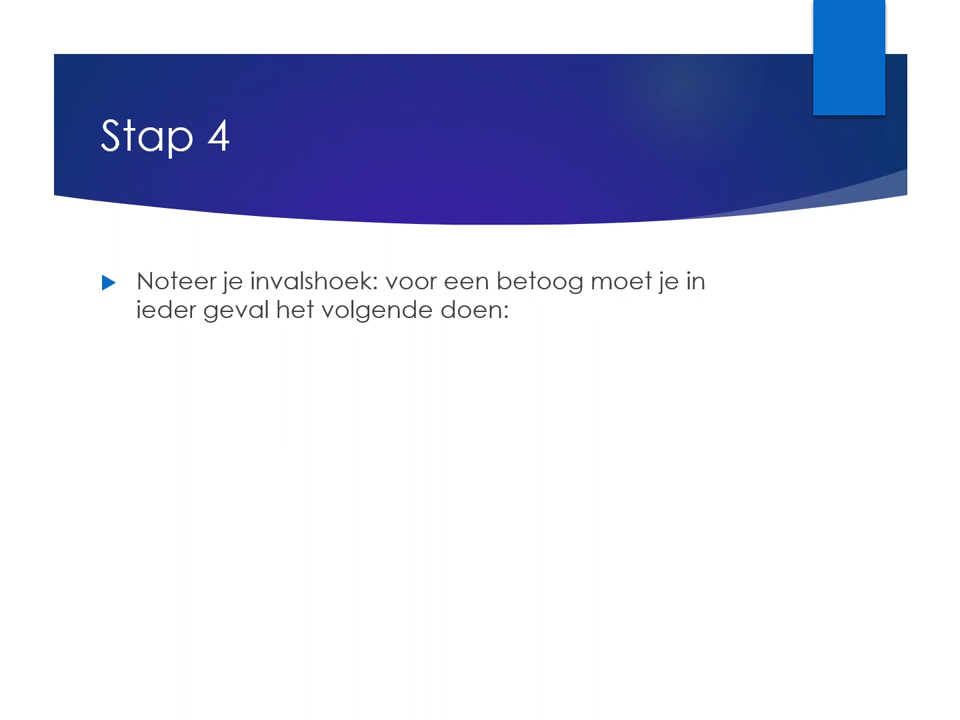 Stap 4
Noteer je invalshoek: voor een betoog moet je in
ieder geval het volgende doen: